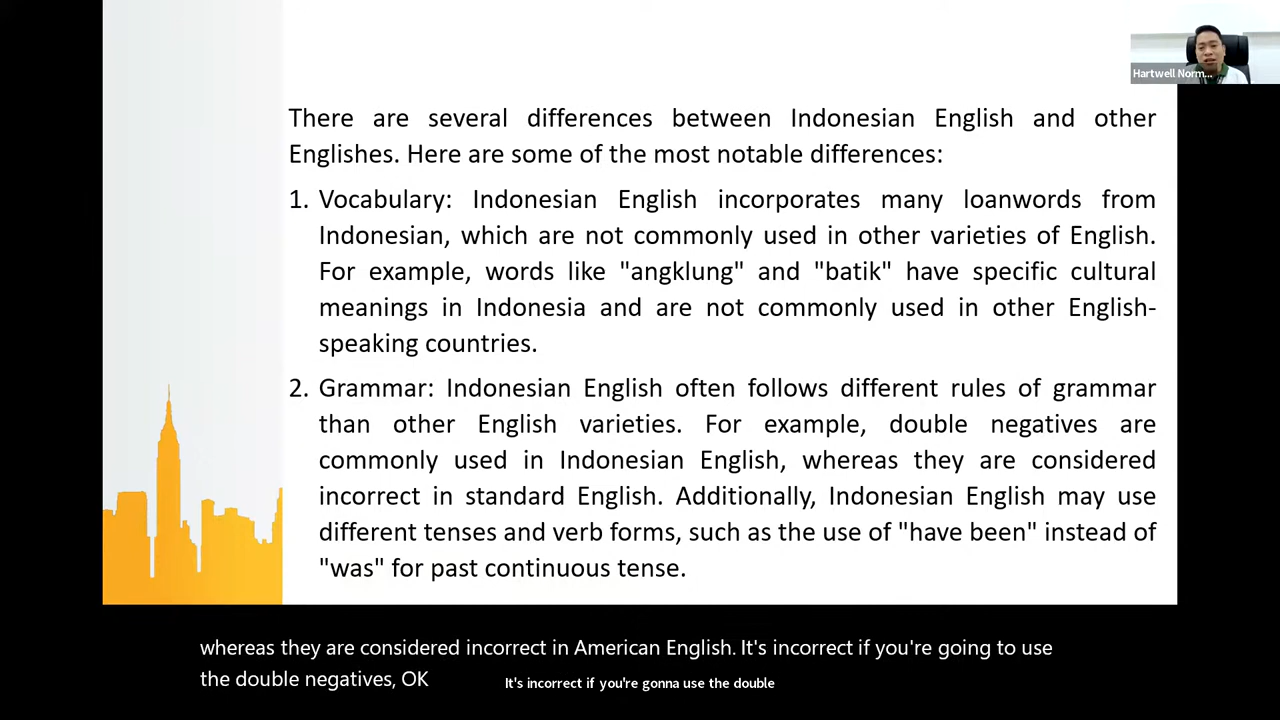 Hartwell Norm...
There are several differences between Indonesian English and other
Englishes. Here are some of the most notable differences:
1. Vocabulary: Indonesian English incorporates many loanwords from
Indonesian, which are not commonly used in other varieties of English.
For example, words like "angklung" and "batik" have specific cultural
meanings in Indonesia and are not commonly used in other English-
speaking countries.
2. Grammar: Indonesian English often follows different rules of grammar
than other English varieties. For example, double negatives are
commonly used in Indonesian English, whereas they are considered
incorrect in standard English. Additionally, Indonesian English may use
different tenses and verb forms, such as the use of "have been" instead of
"was" for past continuous tense.
whereas they are considered incorrect in American English. It's incorrect if you're going to use
the double negatives, OK
It's incorrect if you're gonna use the double